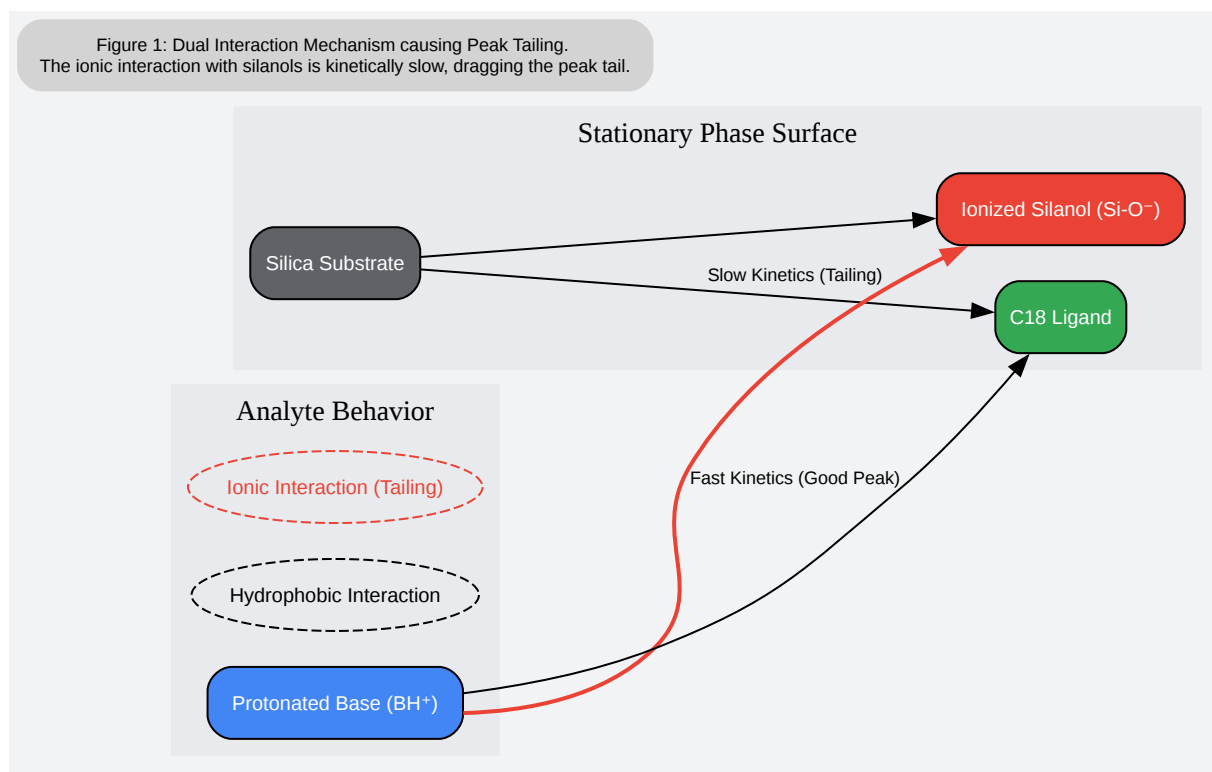 Figure 1: Dual Interaction Mechanism causing Peak Tailing.
The ionic interaction with silanols is kinetically slow, dragging the peak tail.
Stationary Phase Surface
Ionized Silanol (Si-O⁻)
Silica Substrate
Slow Kinetics (Tailing)
C18 Ligand
Analyte Behavior
Ionic Interaction (Tailing)
Fast Kinetics (Good Peak)
Hydrophobic Interaction
Protonated Base (BH⁺)